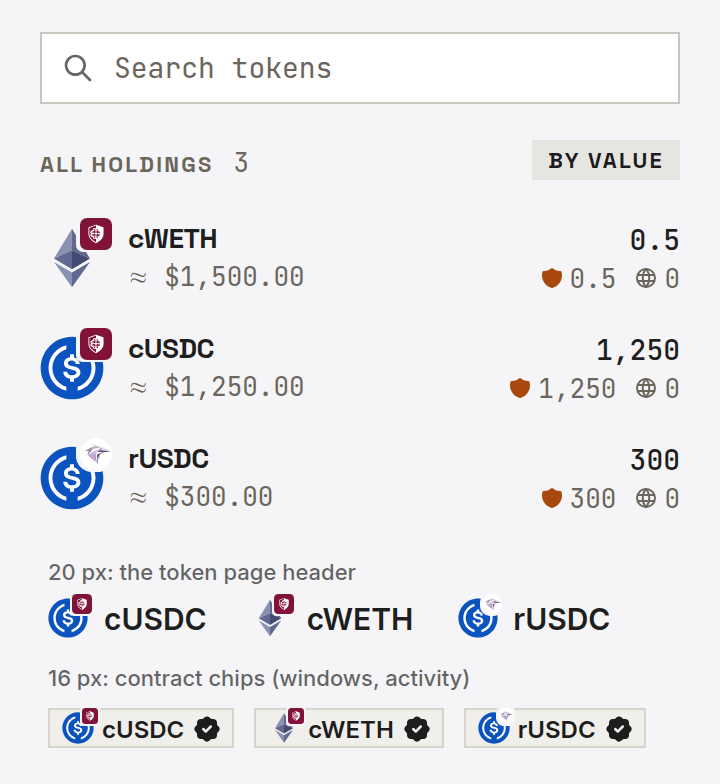 Search tokens
ALL HOLDINGS 3 BY VALUE
cWETH 0.5
≈ $1,500.00 0.5 0
cUSDC 1,250
≈ $1,250.00 1,250 0
rUSDC 300
≈ $300.00 300 0
20 px: the token page header
cUSDC cWETH rUSDC
16 px: contract chips (windows, activity)
cUSDC cWETH rUSDC